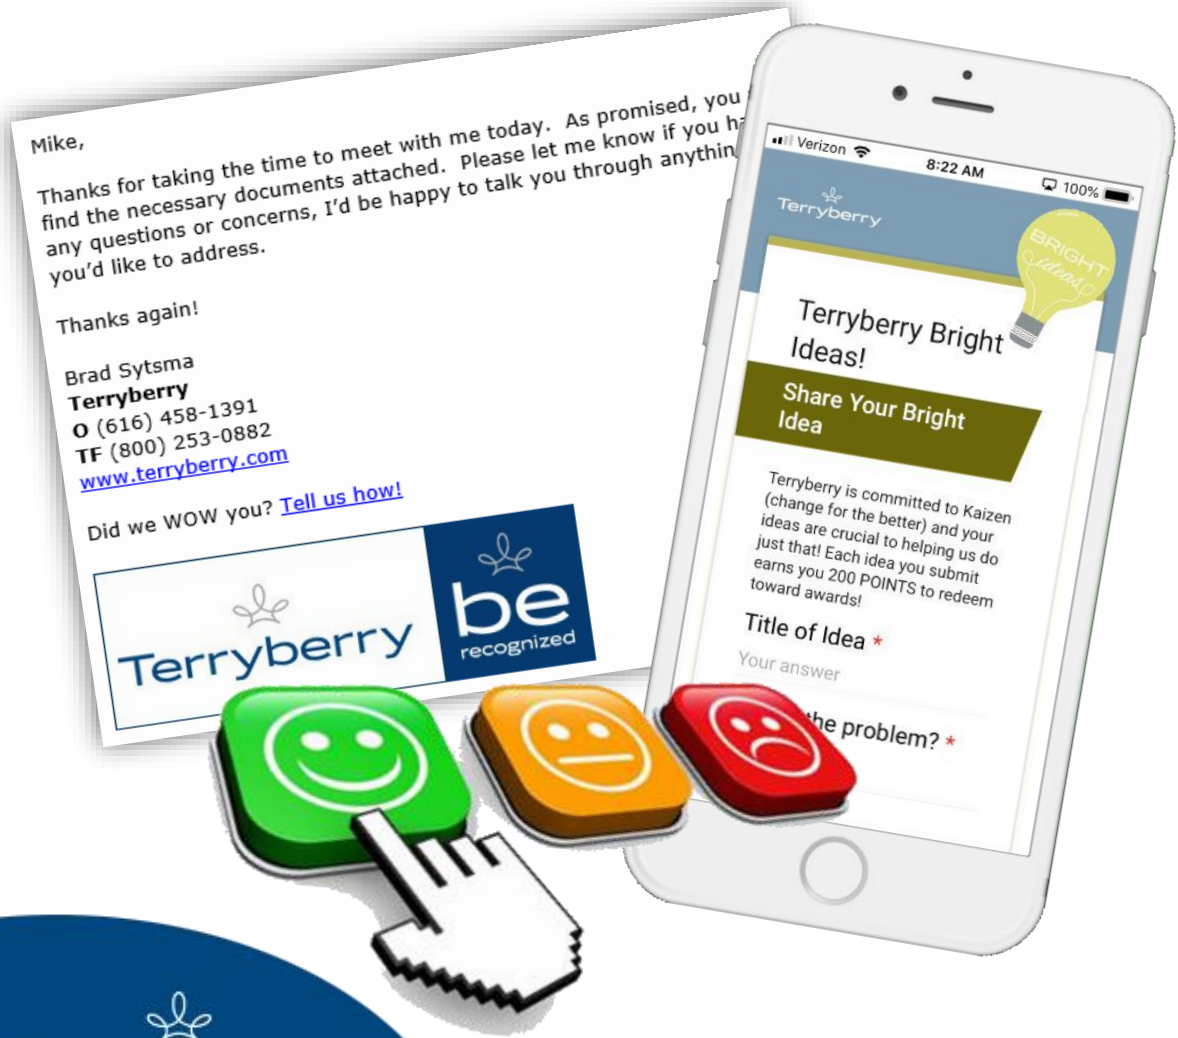 Mike,
Thanks for taking the time to meet with me today. As promised, you
find the necessary documents attached. Please let me know if you
any questions or concerns, I'd be happy to talk you through
you'd like to address.
Thanks again!
Brad Sytsma
Terryberry
O (616) 458-1391
TF (800) 253-0882
www.terryberry.com
Did we WOW you? Tell us how!
Terryberry
be
recognized
Verizon
8:22 AM
100%
Terryberry
BRIGHT
ideas
Terryberry Bright
Ideas!
Share Your Bright
Idea
Terryberry is committed to Kaizen
(change for the better) and your
ideas are crucial to helping us do
just that! Each idea you submit
earns you 200 POINTS to redeem
toward awards!
Title of Idea *
Your answer
the problem? *